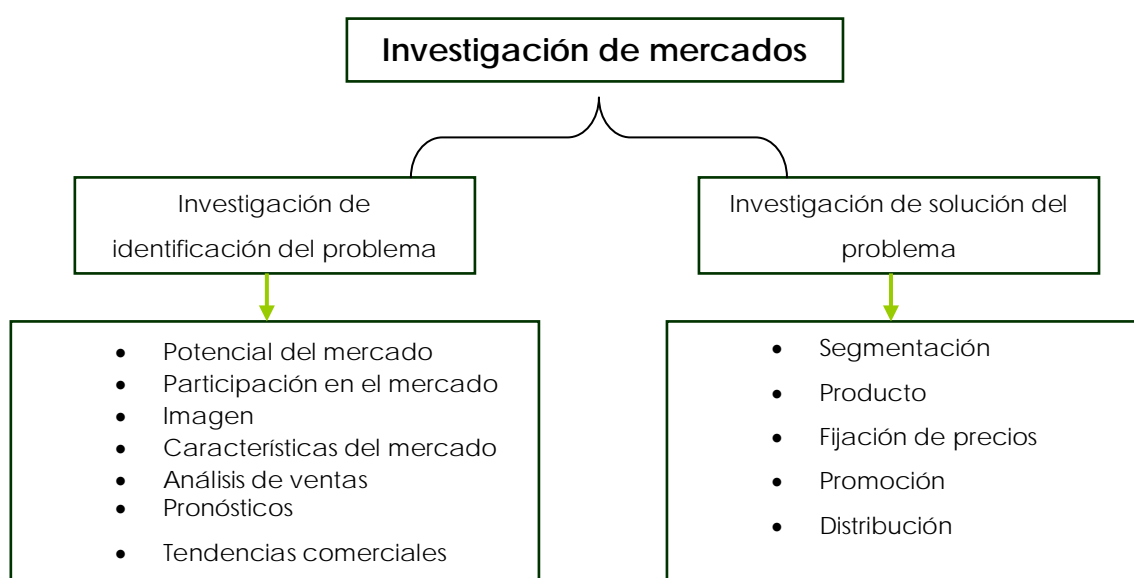 Investigación de mercados
Investigación de
identificación del problema
Investigación de solución del
problema
• Potencial del mercado
• Participación en el mercado
• Imagen
• Características del mercado
• Análisis de ventas
• Pronósticos
• Tendencias comerciales
• Segmentación
• Producto
• Fijación de precios
• Promoción
• Distribución